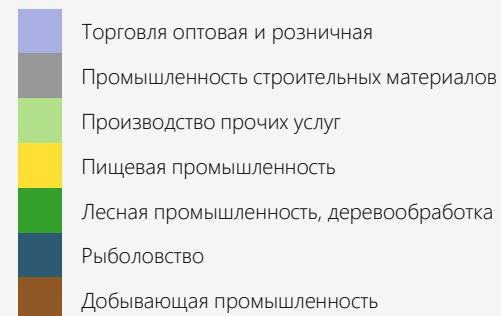 Торговля оптовая и розничная
Промышленность строительных материалов
Производство прочих услуг
Пищевая промышленность
Лесная промышленность, деревообработка
Рыболовство
Добывающая промышленность